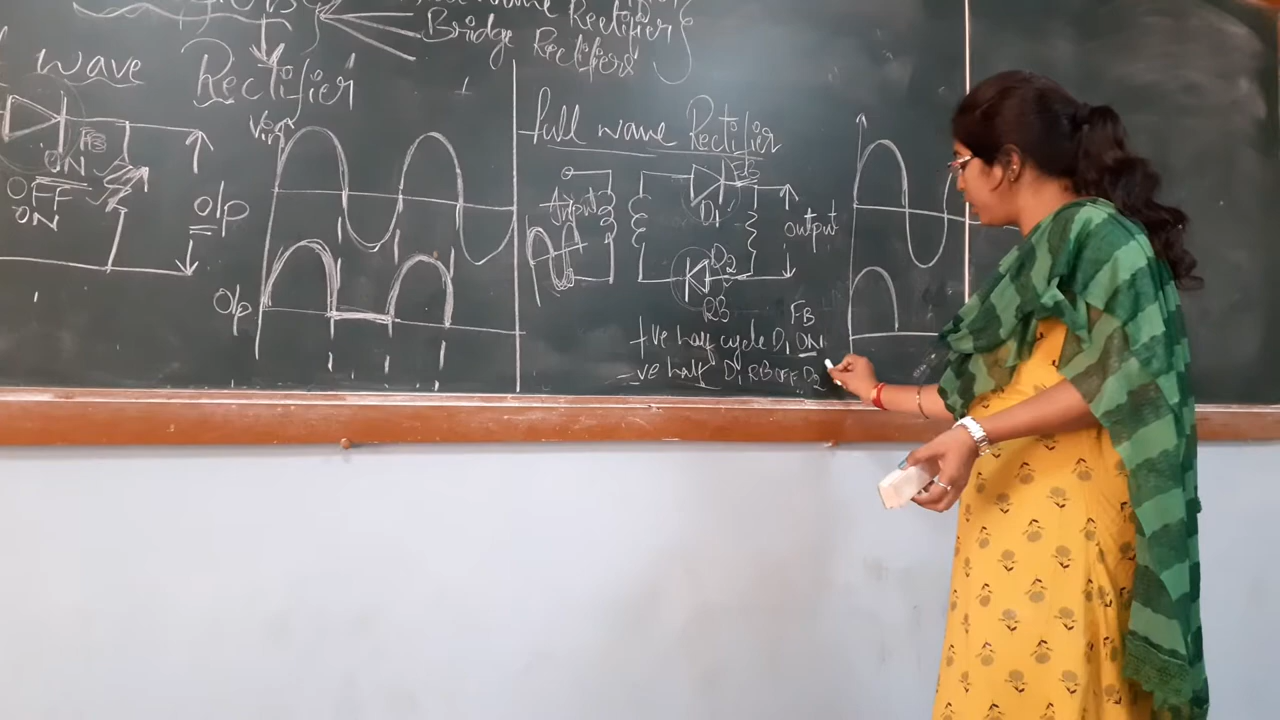 Rectifier
Bridge Rectifiers
wave Rectifier
ON
OFF
ON
o/p
Vin
o/p
full wave Rectifier
Input
FB
D1
D2
RB
output
FB
+ve half cycle D1 ON
-ve half D1 RB OFF D2